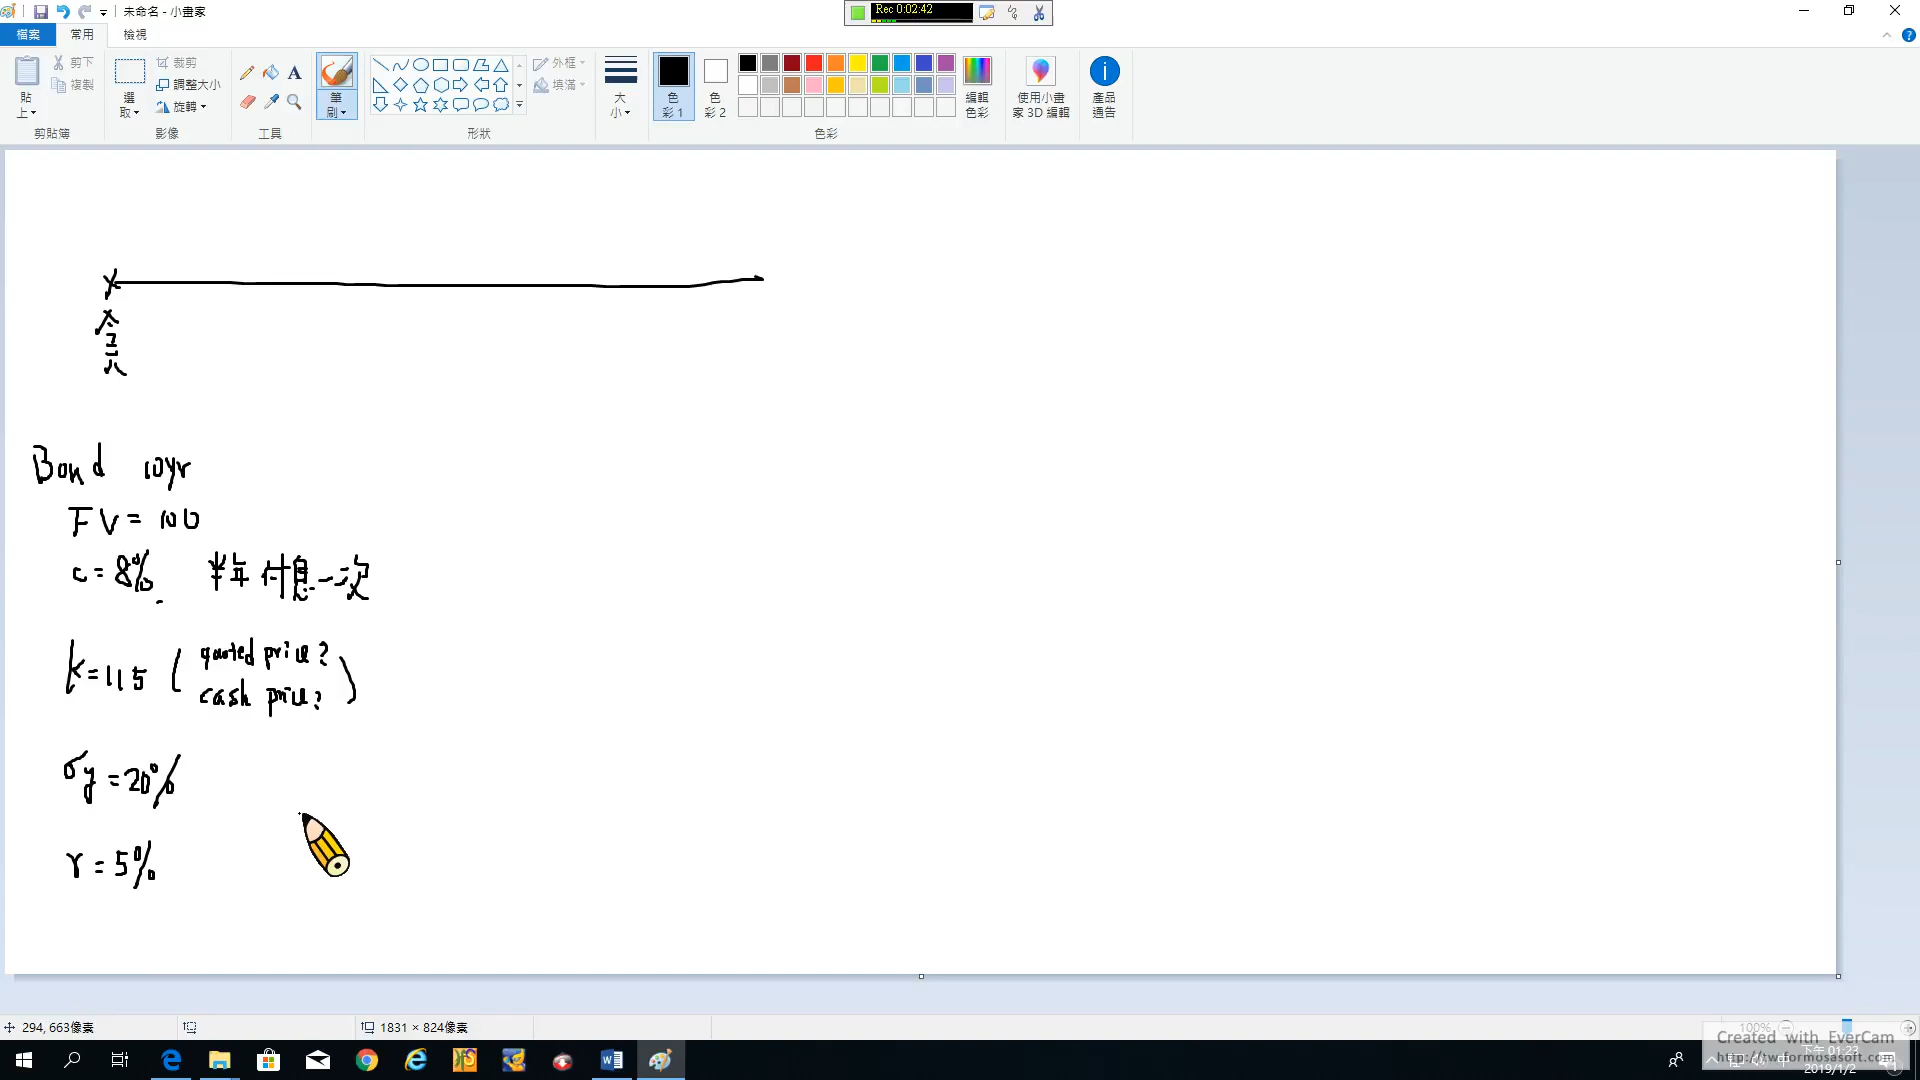 未命名 - 小畫家
Rec 0:02:42
檔案 常用 檢視
貼上 剪下 複製
剪貼簿
選取 裁剪 調整大小 旋轉
影像
工具
筆刷
外框 填滿
形狀
大小
色彩 1 色彩 2
編輯色彩
色彩
使用小畫家 3D 編輯
產品通告
Bond 10yr
FV = 100
c = 8% 半年付息一次
K = 115 ( quoted price?
cash price? )
σy = 20%
r = 5%
294, 663像素
1831 × 824像素
100%
Created with EverCam
http://tw.formosasoft.com
下午 01:23
2019/1/2